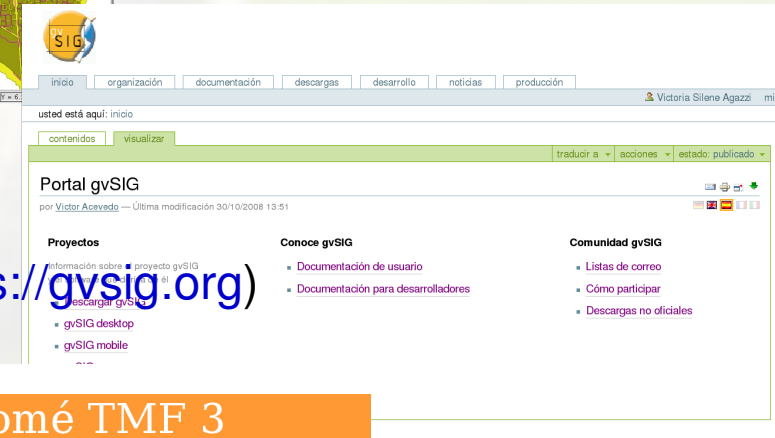 gv
SIG
inicio organización documentación descargas desarrollo noticias producción
Victoria Silene Agazzi mi
usted está aquí: inicio
contenidos visualizar
traducir a acciones estado: publicado
Portal gvSIG
por Victor Acevedo — Última modificación 30/10/2008 13:51
Proyectos
Información sobre el proyecto gvSIG
él
s://gvsig.org)
Descargar gvSIG
gvSIG desktop
gvSIG mobile
Conoce gvSIG
Documentación de usuario
Documentación para desarrolladores
Comunidad gvSIG
Listas de correo
Cómo participar
Descargas no oficiales
omé TMF 3